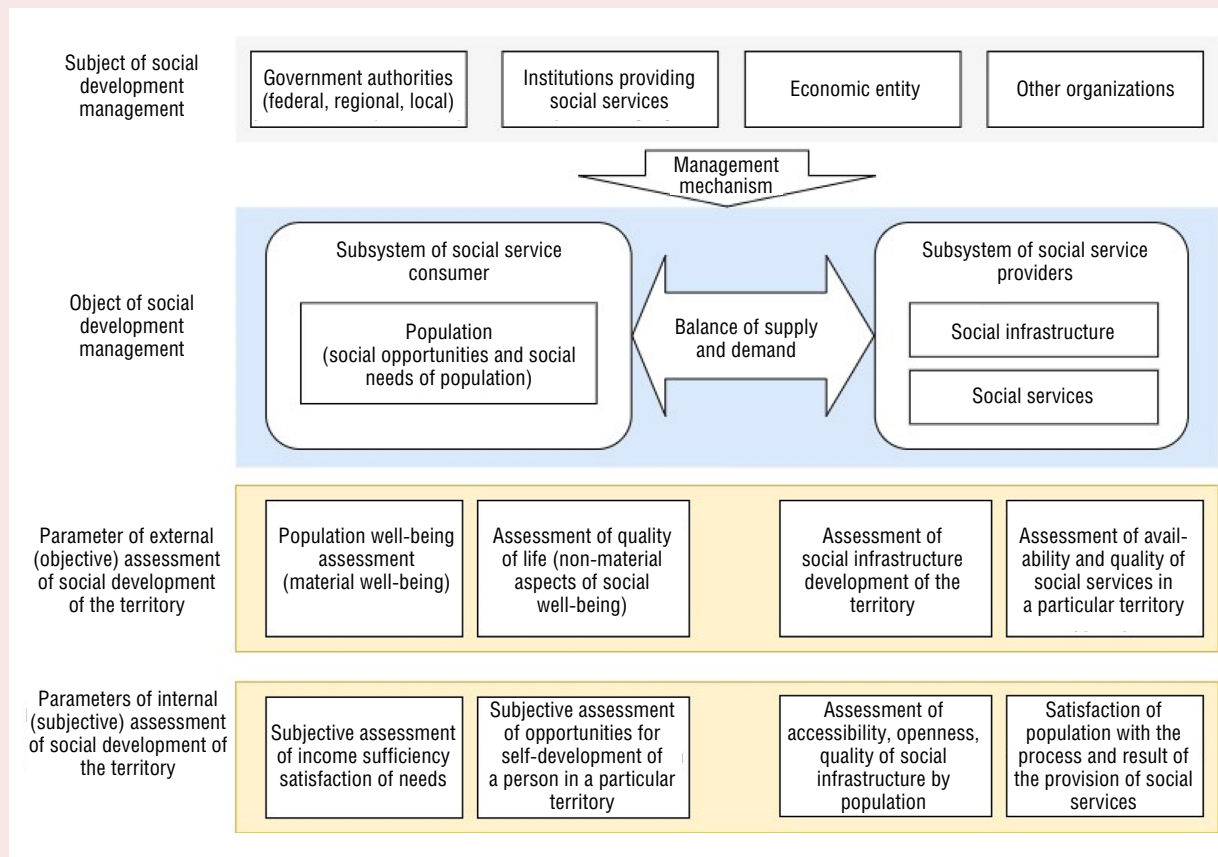 Subject of social
development
management
Government authorities
(federal, regional, local)
Institutions providing
social services
Economic entity
Other organizations
Management
mechanism
Object of social
development
management
Subsystem of social service
consumer
Population
(social opportunities and social
needs of population)
Balance of supply
and demand
Subsystem of social service
providers
Social infrastructure
Social services
Parameter of external
(objective) assessment
of social development
of the territory
Population well-being
assessment
(material well-being)
Assessment of quality
of life (non-material
aspects of social
well-being)
Assessment of
social infrastructure
development of the
territory
Assessment of avail-
ability and quality of
social services in
a particular territory
Parameters of internal
(subjective) assessment
of social development of
the territory
Subjective assessment
of income sufficiency
satisfaction of needs
Subjective assessment
of opportunities for
self-development of
a person in a particular
territory
Assessment of
accessibility, openness,
quality of social
infrastructure by
population
Satisfaction of
population with the
process and result of
the provision of social
services